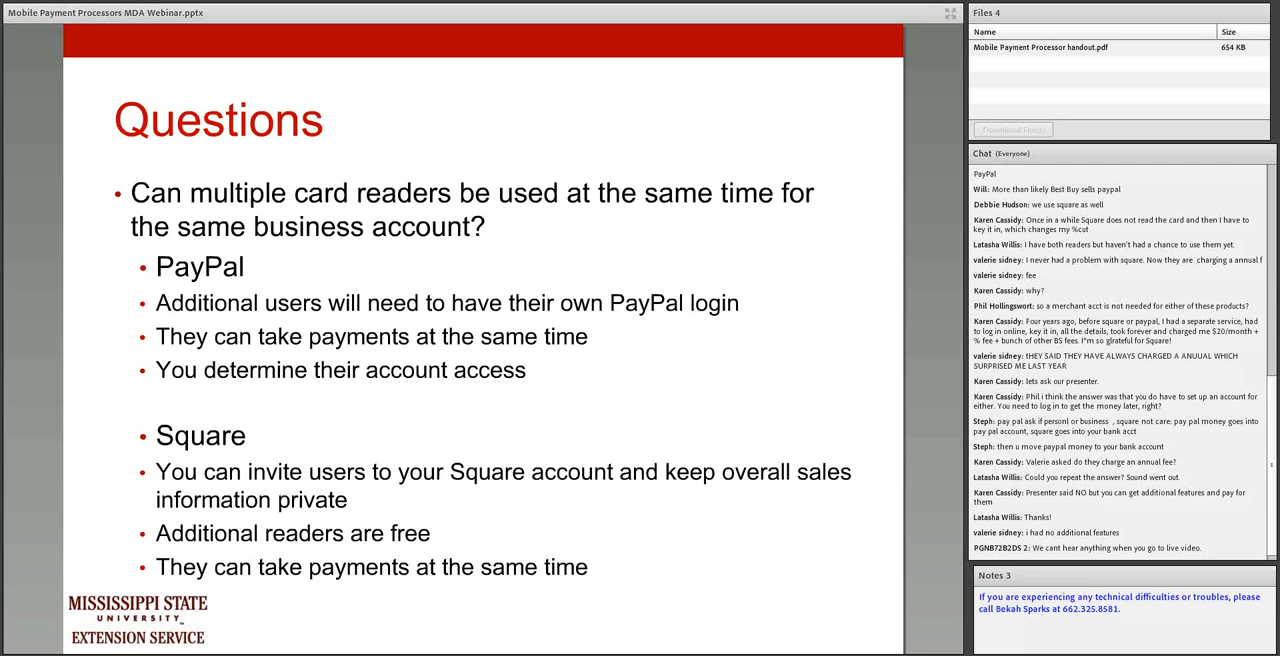 Mobile Payment Processors MDA Webinar.pptx
Questions
• Can multiple card readers be used at the same time for
the same business account?
• PayPal
• Additional users will need to have their own PayPal login
• They can take payments at the same time
• You determine their account access
• Square
• You can invite users to your Square account and keep overall sales
information private
• Additional readers are free
• They can take payments at the same time
MISSISSIPPI STATE
UNIVERSITY™
EXTENSION SERVICE
Files 4
Name Size
Mobile Payment Processor handout.pdf 654 KB
Download File(s)
Chat (Everyone)
PayPal
Will: More than likely Best Buy sells paypal
Debbie Hudson: we use square as well
Karen Cassidy: Once in a while Square does not read the card and then I have to
key it in, which changes my %cut
Latasha Willis: I have both readers but haven't had a chance to use them yet.
valerie sidney: I never had a problem with square. Now they are charging a annual f
valerie sidney: fee
Karen Cassidy: why?
Phil Hollingswort: so a merchant acct is not needed for either of these products?
Karen Cassidy: Four years ago, before square or paypal, I had a separate service, had
to log in online, key it in, all the details, took forever and charged me $20/month +
% fee + bunch of other BS fees. I"m so glrateful for Square!
valerie sidney: tHEY SAID THEY HAVE ALWAYS CHARGED A ANUUAL WHICH
SURPRISED ME LAST YEAR
Karen Cassidy: lets ask our presenter.
Karen Cassidy: Phil i think the answer was that you do have to set up an account for
either. You need to log in to get the money later, right?
Steph: pay pal ask if personl or business , square not care: pay pal money goes into
pay pal account, square goes into your bank acct
Steph: then u move paypal money to your bank account
Karen Cassidy: Valerie asked do they charge an annual fee?
Latasha Willis: Could you repeat the answer? Sound went out.
Karen Cassidy: Presenter said NO but you can get additional features and pay for
them
Latasha Willis: Thanks!
valerie sidney: i had no additional features
PGNB72B2DS 2: We cant hear anything when you go to live video.
Notes 3
If you are experiencing any technical difficulties or troubles, please
call Bekah Sparks at 662.325.8581.